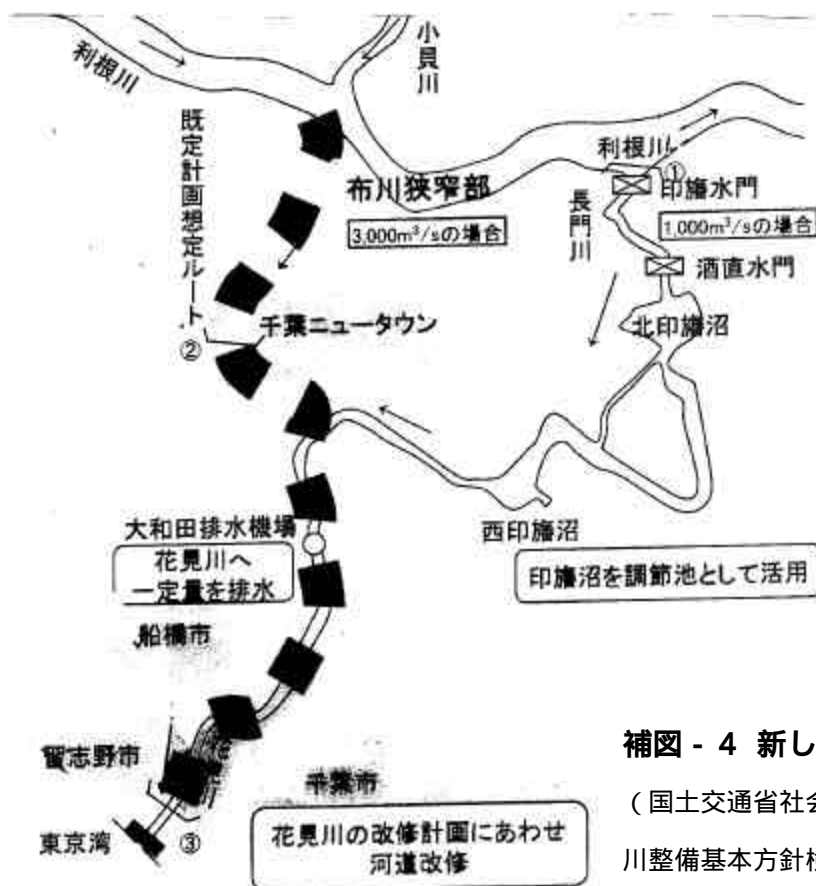 利根川
小貝川
既定計画想定ルート
布川狭窄部
3,000m³/sの場合
利根川
①
印旛水門
長門川
1,000m³/sの場合
酒直水門
北印旛沼
千葉ニュータウン
②
大和田排水機場
花見川へ
一定量を排水
西印旛沼
印旛沼を調節池として活用
船橋市
習志野市
千葉市
東京湾
③
花見川の改修計画にあわせ
河道改修
補図 - 4 新し
(国土交通省社会
川整備基本方針検